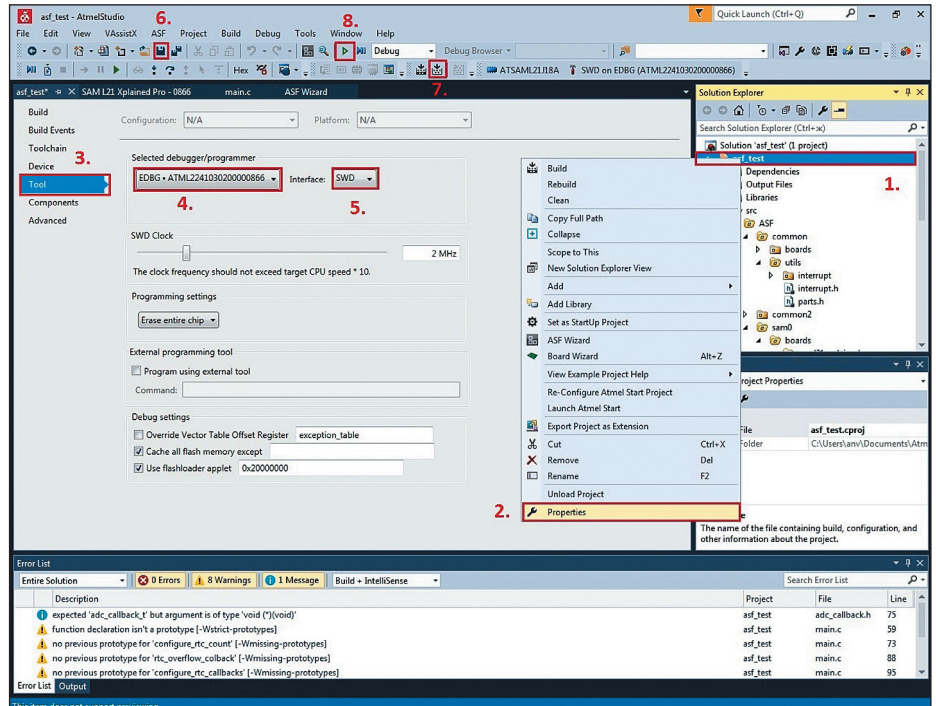 asf_test - AtmelStudio
6.
8.
Quick Launch (Ctrl+Q)
File Edit View VAssistX ASF Project Build Debug Tools Window Help
Debug
Debug Browser
Hex
7.
ATSAML21J18A
SWD on EDBG (ATML2241030200000866)
asf_test*
SAM L21 Xplained Pro - 0866
main.c
ASF Wizard
Build
Build Events
Toolchain
3.
Device
Tool
Components
Advanced
Configuration: N/A
Platform: N/A
Selected debugger/programmer
EDBG • ATML2241030200000866
Interface:
SWD
4.
5.
SWD Clock
2 MHz
The clock frequency should not exceed target CPU speed * 10.
Programming settings
Erase entire chip
External programming tool
Program using external tool
Command:
Debug settings
Override Vector Table Offset Register exception_table
Cache all flash memory except
Use flashloader applet 0x20000000
Build
Rebuild
Clean
Copy Full Path
Collapse
Scope to This
New Solution Explorer View
Add
Add Library
Set as StartUp Project
ASF Wizard
Board Wizard Alt+Z
View Example Project Help
Re-Configure Atmel Start Project
Launch Atmel Start
Export Project as Extension
Cut Ctrl+X
Remove Del
Rename F2
Unload Project
2.
Properties
Solution Explorer
Search Solution Explorer (Ctrl+ж)
Solution 'asf_test' (1 project)
asf_test
1.
Dependencies
Output Files
Libraries
src
ASF
common
boards
utils
interrupt
interrupt.h
parts.h
common2
sam0
boards
roject Properties
File asf_test.cproj
Folder C:\Users\anv\Documents\Atm
e
The name of the file containing build, configuration, and
other information about the project.
Error List
Entire Solution
0 Errors
8 Warnings
1 Message
Build + IntelliSense
Search Error List
Description Project File Line
expected 'adc_callback_t' but argument is of type 'void (*)(void)' asf_test adc_callback.h 75
function declaration isn't a prototype [-Wstrict-prototypes] asf_test main.c 59
no previous prototype for 'configure_rtc_count' [-Wmissing-prototypes] asf_test main.c 73
no previous prototype for 'rtc_overflow_colback' [-Wmissing-prototypes] asf_test main.c 88
no previous prototype for 'configure_rtc_callbacks' [-Wmissing-prototypes] asf_test main.c 95
Error List Output
This item does not support previewing